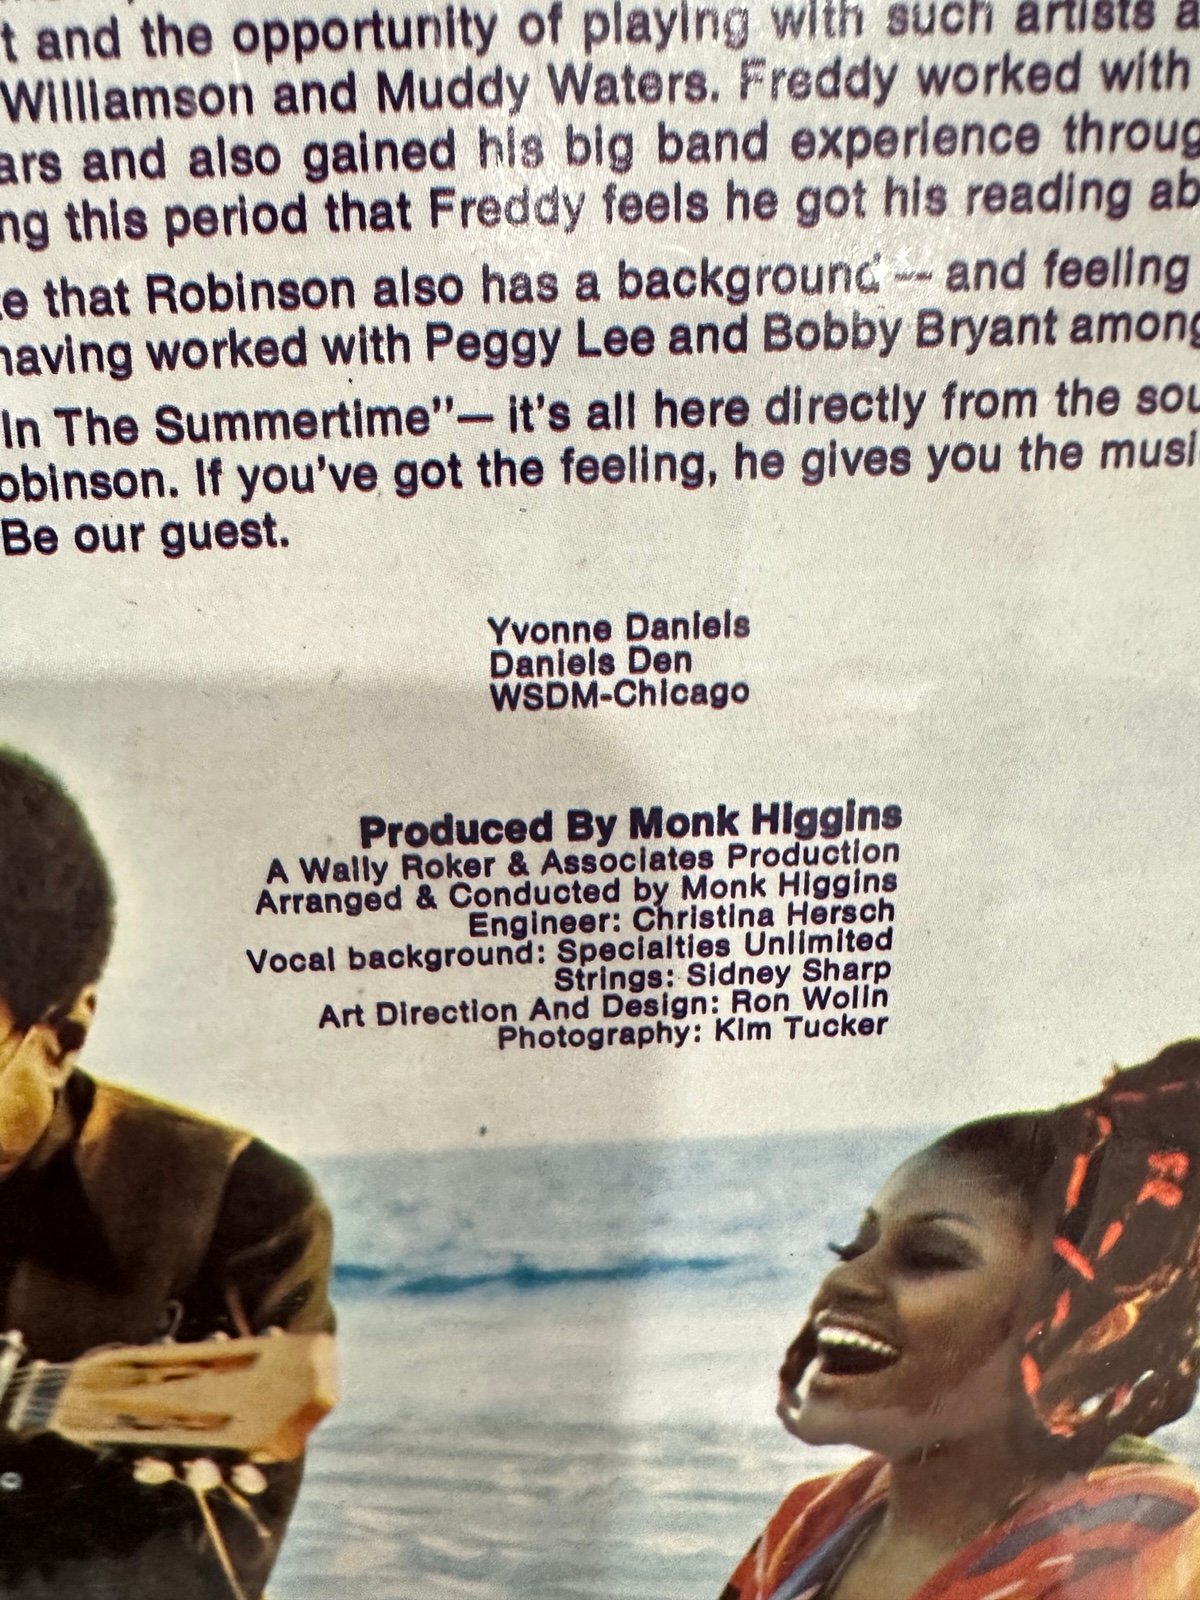 t and the opportunity of playing with such artists a
Williamson and Muddy Waters. Freddy worked with
ars and also gained his big band experience throug
ng this period that Freddy feels he got his reading ab
e that Robinson also has a background — and feeling
having worked with Peggy Lee and Bobby Bryant among
In The Summertime”— it’s all here directly from the sou
obinson. If you’ve got the feeling, he gives you the musi
Be our guest.
Yvonne Daniels
Daniels Den
WSDM-Chicago
Produced By Monk Higgins
A Wally Roker & Associates Production
Arranged & Conducted by Monk Higgins
Engineer: Christina Hersch
Vocal background: Specialties Unlimited
Strings: Sidney Sharp
Art Direction And Design: Ron Wolin
Photography: Kim Tucker